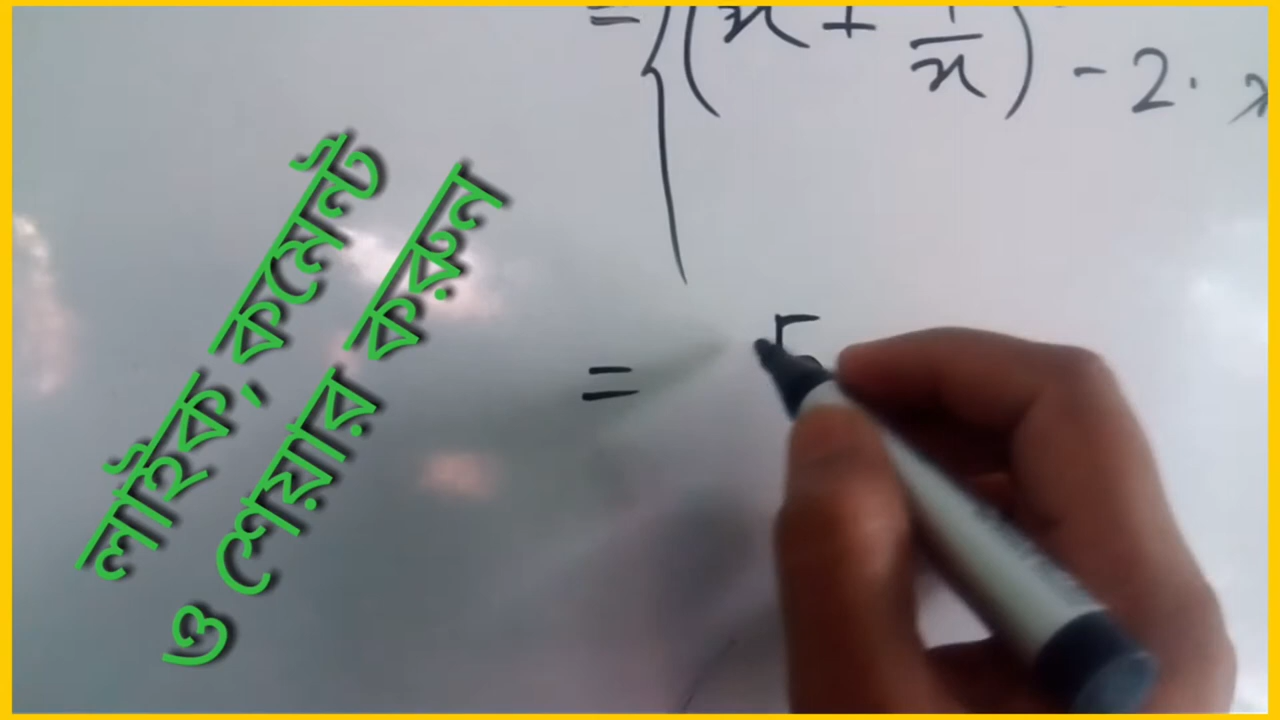 = {(x + 1/x) - 2.
=
লাইক, কমেন্ট
ও শেয়ার করুন